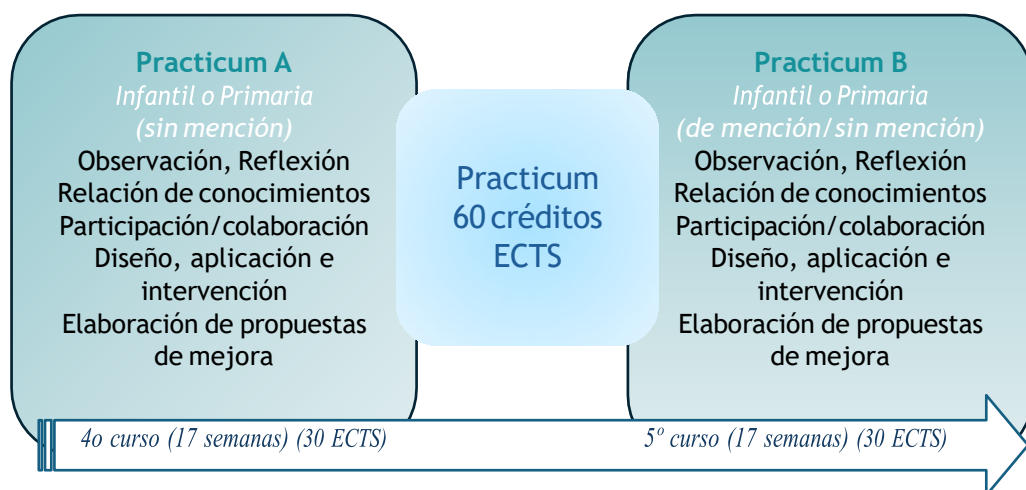 Practicum A
Infantil o Primaria
(sin mención)
Observación, Reflexión
Relación de conocimientos
Participación/colaboración
Diseño, aplicación e
intervención
Elaboración de propuestas
de mejora
Practicum
60 créditos
ECTS
Practicum B
Infantil o Primaria
(de mención/sin mención)
Observación, Reflexión
Relación de conocimientos
Participación/colaboración
Diseño, aplicación e
intervención
Elaboración de propuestas
de mejora
4o curso (17 semanas) (30 ECTS)
5º curso (17 semanas) (30 ECTS)